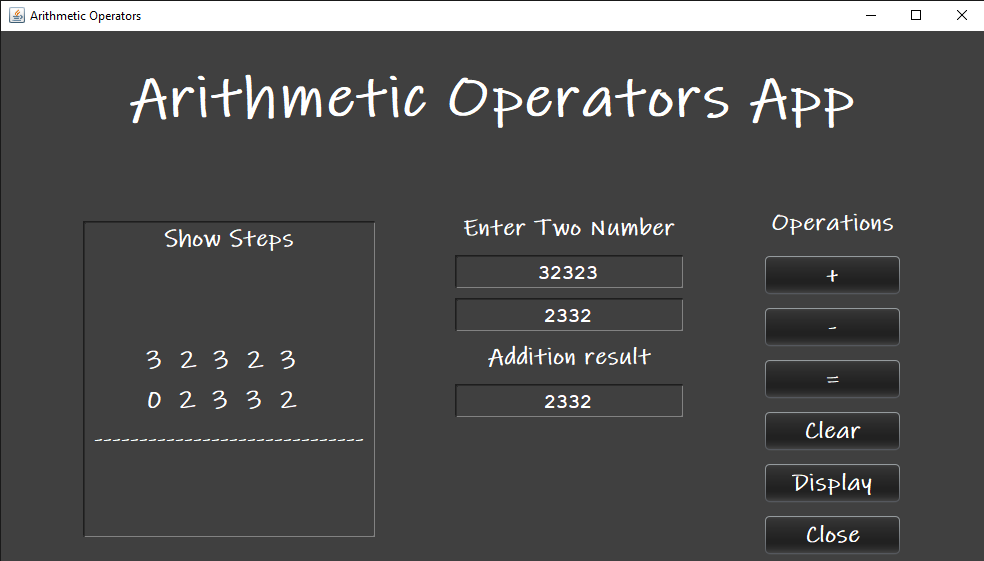 Arithmetic Operators
Arithmetic Operators App
Show Steps
3 2 3 2 3
0 2 3 3 2
------------------------------
Enter Two Number
32323
2332
Addition result
2332
Operations
+
-
=
Clear
Display
Close